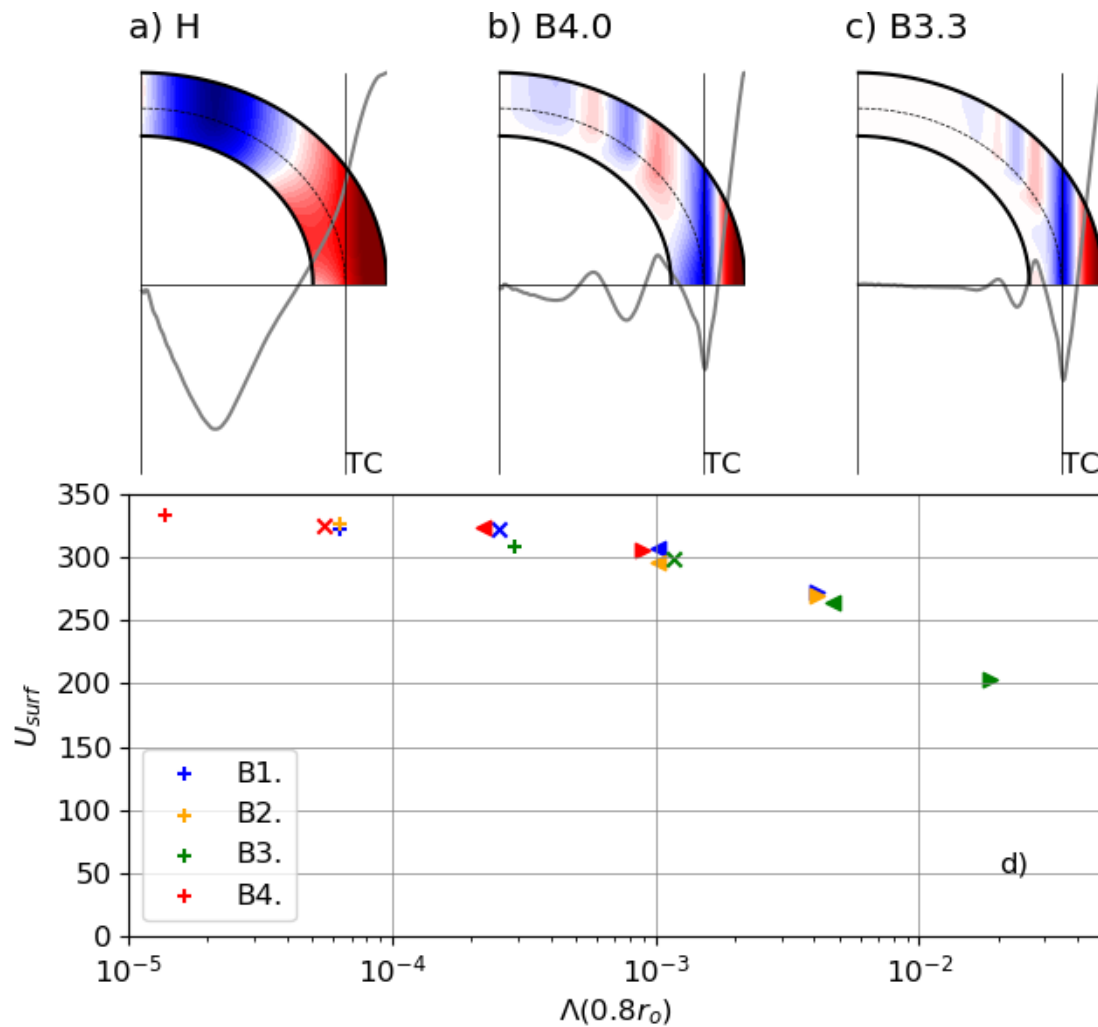 a) H
b) B4.0
c) B3.3
TC
TC
TC
350
300
250
200
150
100
50
0
U_surf
B1.
B2.
B3.
B4.
d)
10⁻⁵
10⁻⁴
10⁻³
10⁻²
Λ(0.8r_o)